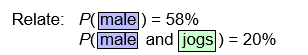 Relate: P(male) = 58%
P(male and jogs) = 20%